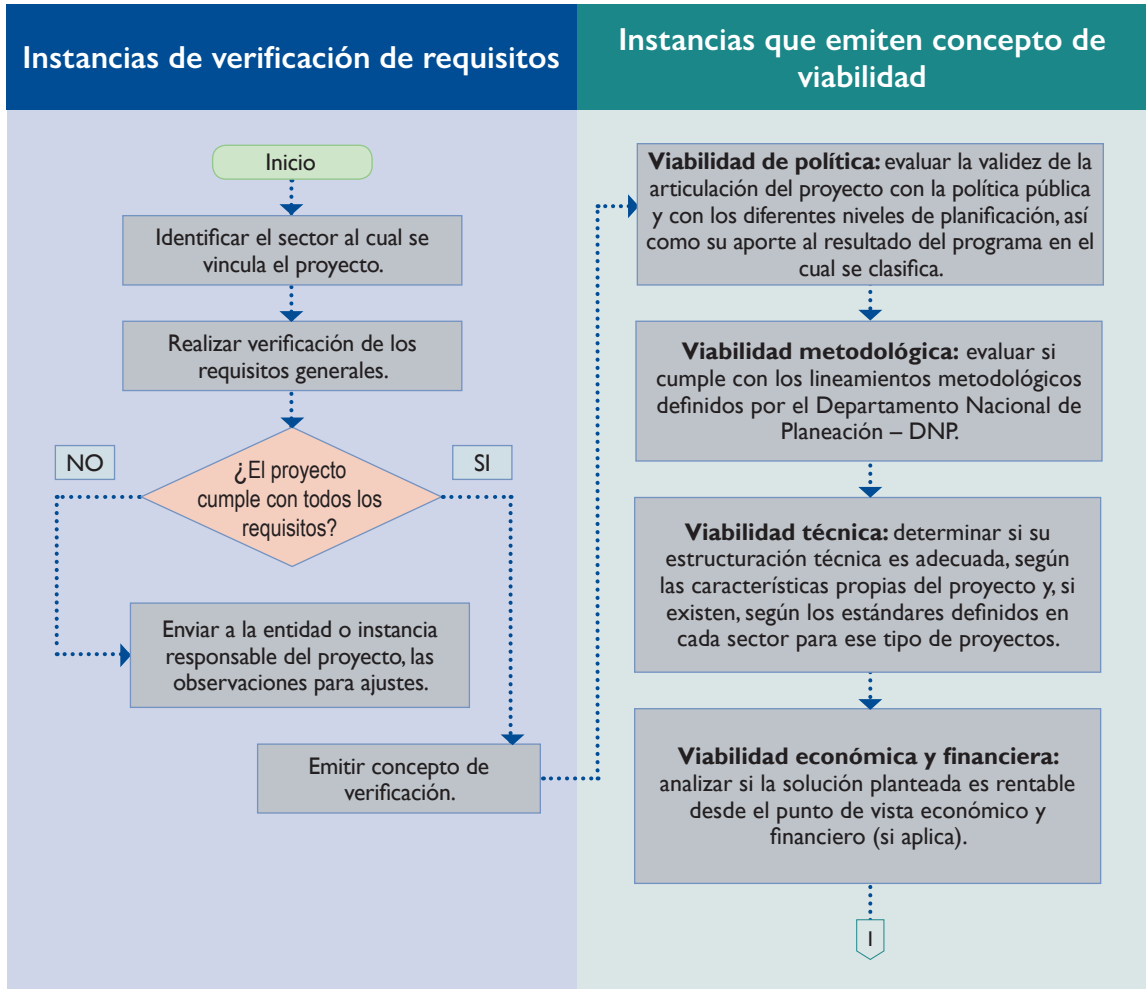 Instancias de verificación de requisitos
Instancias que emiten concepto de
viabilidad
Inicio
Identificar el sector al cual se
vincula el proyecto.
Realizar verificación de los
requisitos generales.
NO
SI
¿El proyecto
cumple con todos los
requisitos?
Enviar a la entidad o instancia
responsable del proyecto, las
observaciones para ajustes.
Emitir concepto de
verificación.
Viabilidad de política: evaluar la validez de la
articulación del proyecto con la política pública
y con los diferentes niveles de planificación, así
como su aporte al resultado del programa en el
cual se clasifica.
Viabilidad metodológica: evaluar si
cumple con los lineamientos metodológicos
definidos por el Departamento Nacional de
Planeación – DNP.
Viabilidad técnica: determinar si su
estructuración técnica es adecuada, según
las características propias del proyecto y, si
existen, según los estándares definidos en
cada sector para ese tipo de proyectos.
Viabilidad económica y financiera:
analizar si la solución planteada es rentable
desde el punto de vista económico y
financiero (si aplica).
1